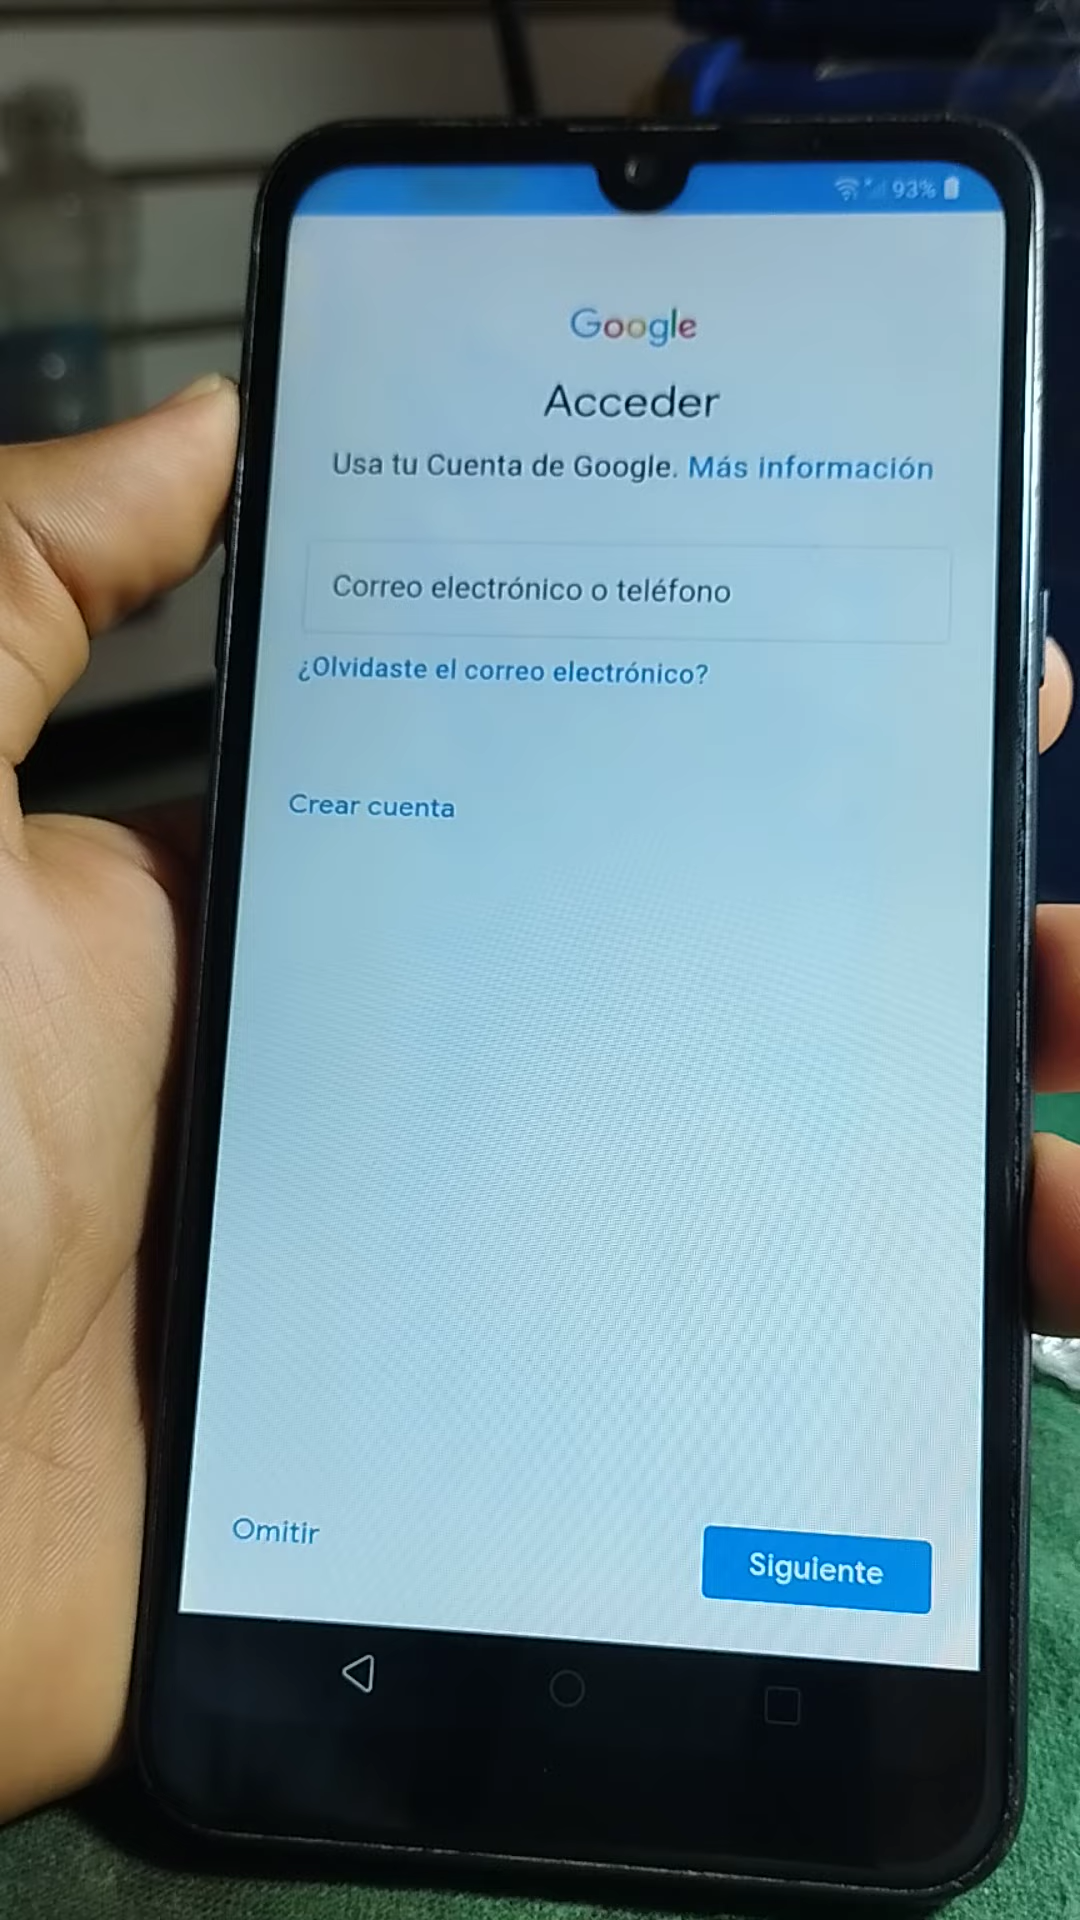 93%
Google
Acceder
Usa tu Cuenta de Google. Más información
Correo electrónico o teléfono
¿Olvidaste el correo electrónico?
Crear cuenta
Omitir
Siguiente